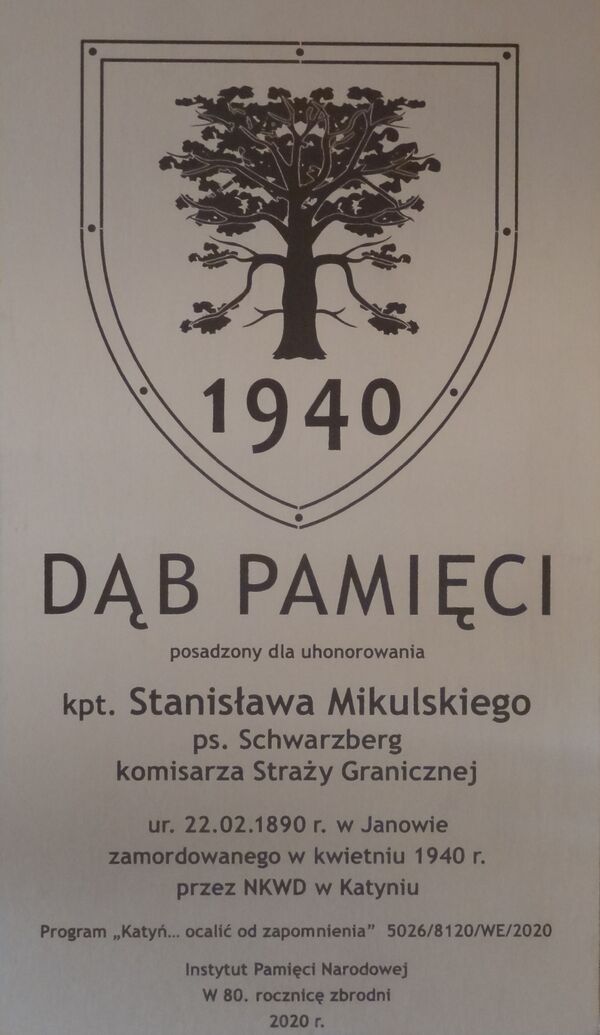 1940
DĄB PAMIĘCI
posadzony dla uhonorowania
kpt. Stanisława Mikulskiego
ps. Schwarzberg
komisarza Straży Granicznej
ur. 22.02.1890 r. w Janowie
zamordowanego w kwietniu 1940 r.
przez NKWD w Katyniu
Program „Katyń... ocalić od zapomnienia” 5026/8120/WE/2020
Instytut Pamięci Narodowej
W 80. rocznicę zbrodni
2020 r.